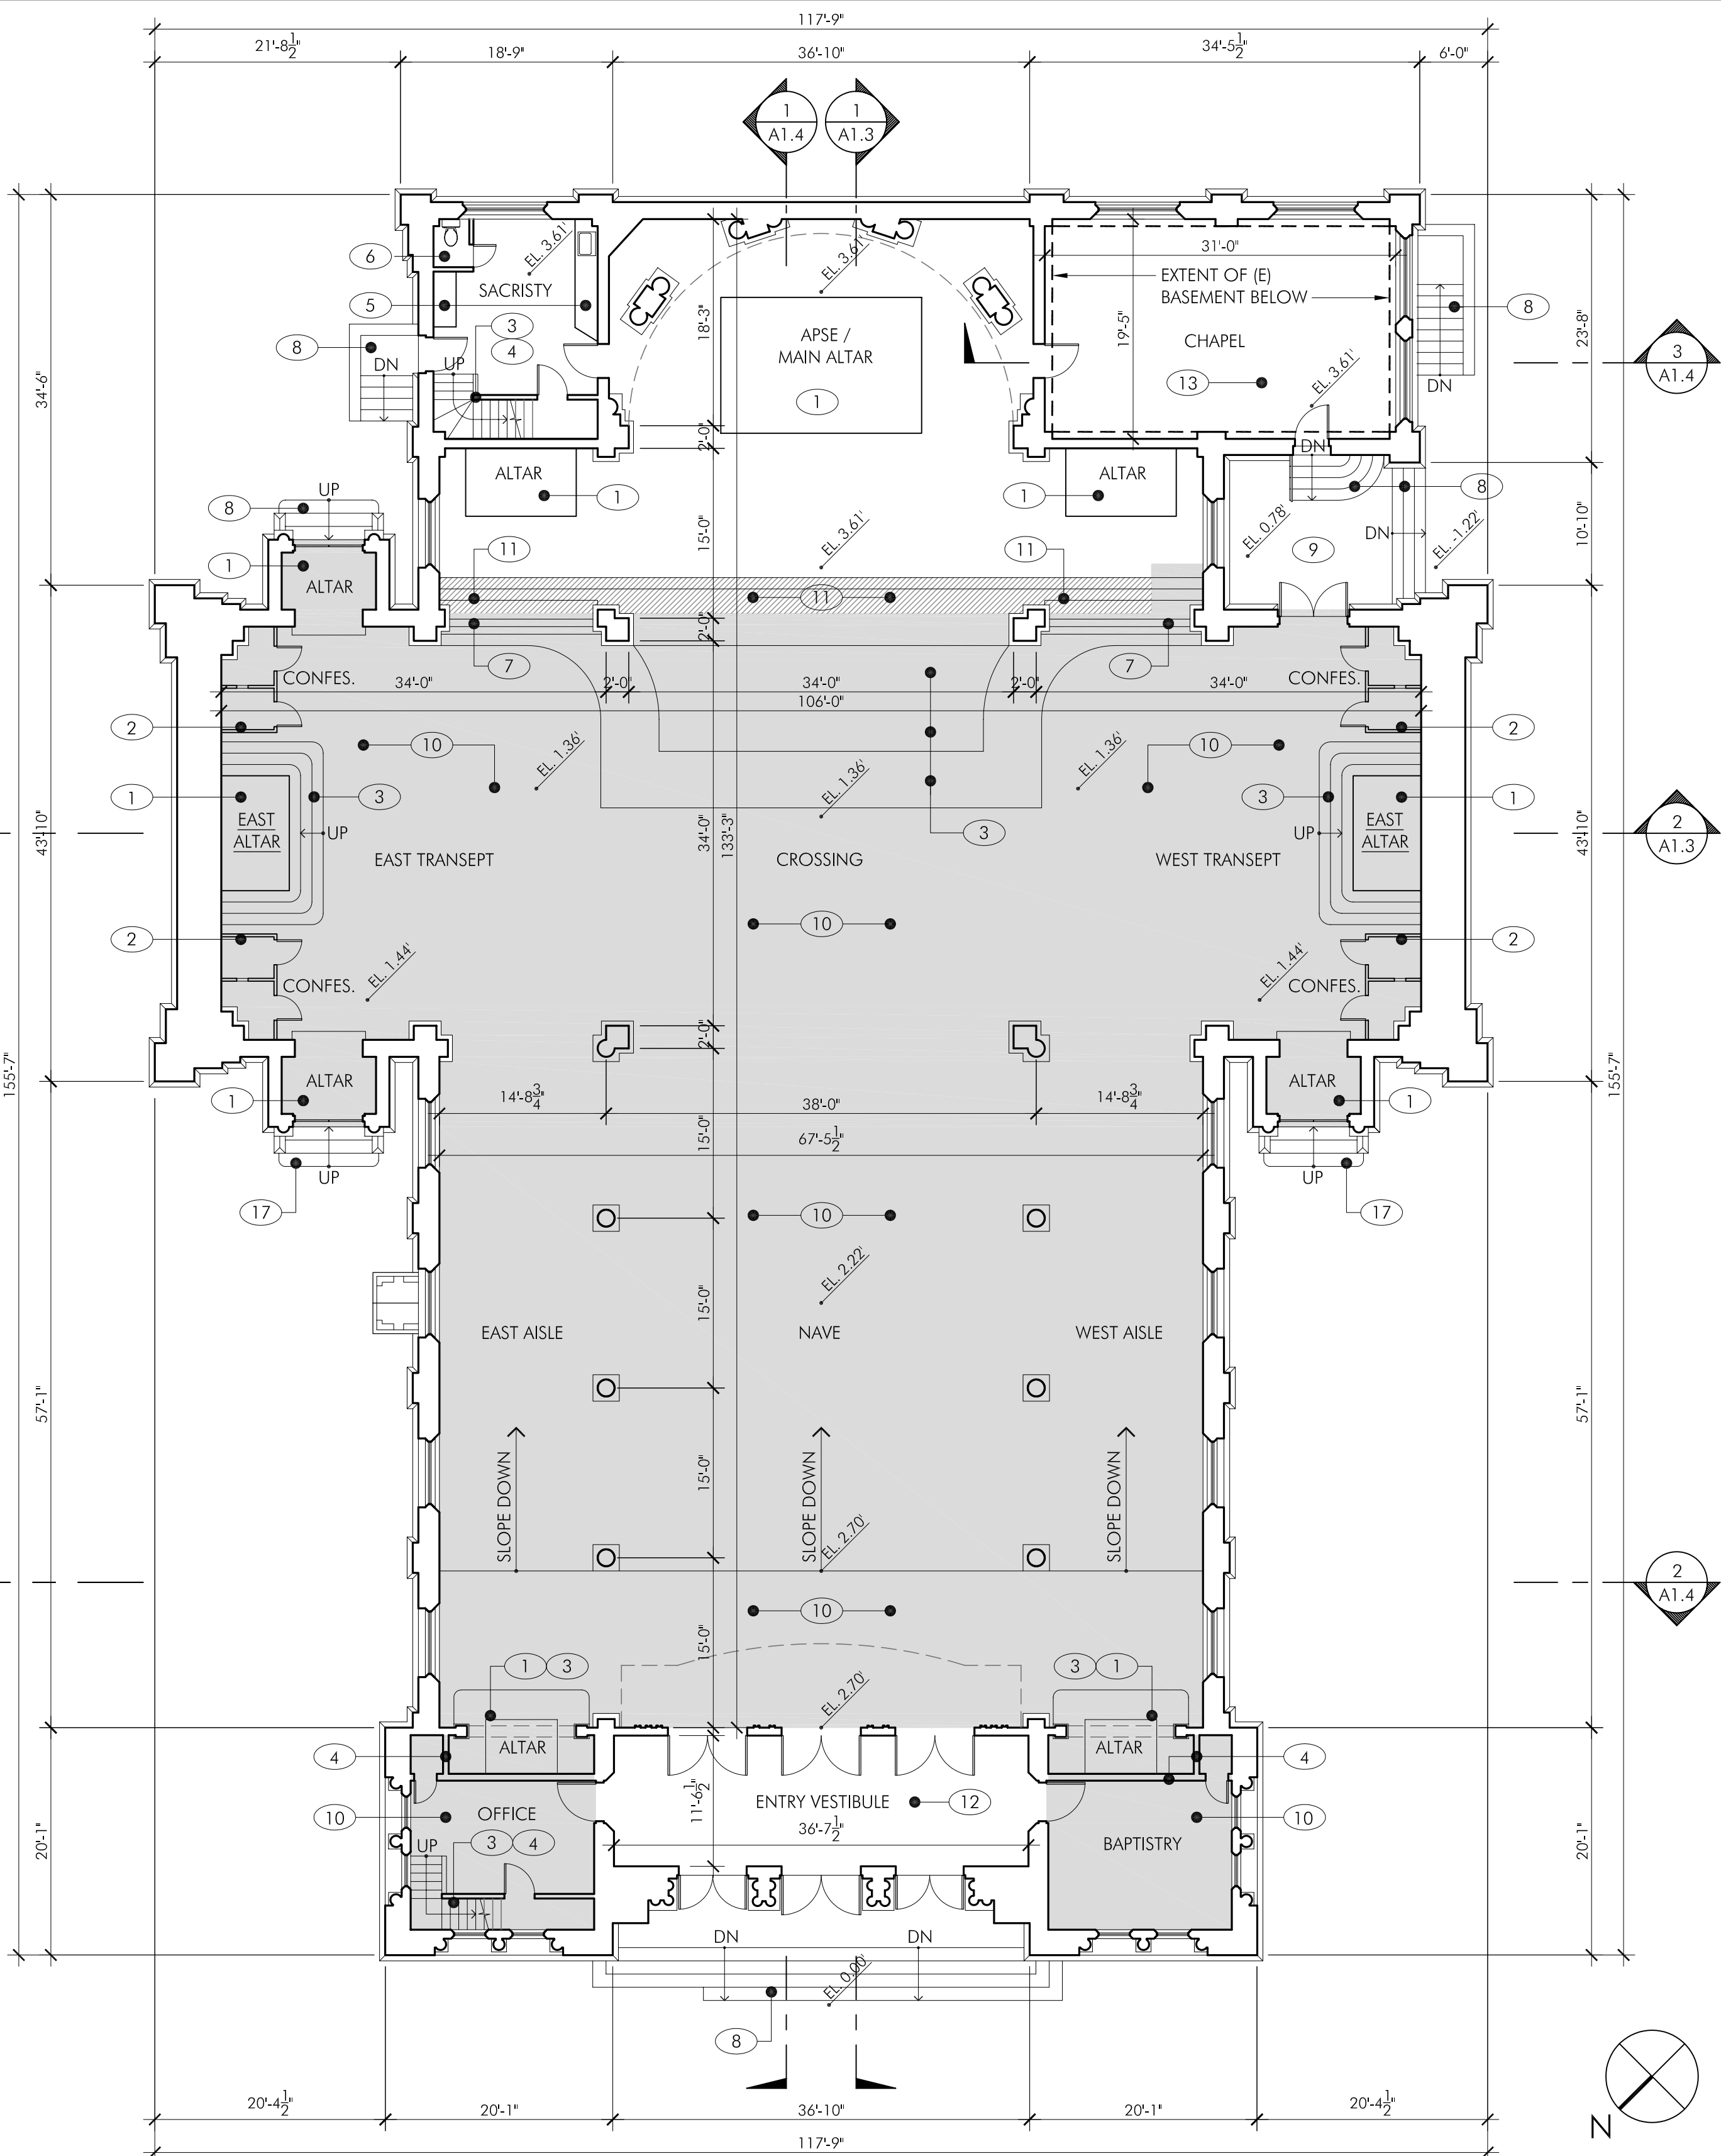 117'-9"
21'-8 1/2"
18'-9"
36'-10"
34'-5 1/2"
6'-0"
1
A1.4
1
A1.3
6
EL. 3.61'
EL. 3.61'
31'-0"
EXTENT OF (E)
BASEMENT BELOW
5
SACRISTY
8
3
4
8
DN
UP
18'-3"
APSE /
MAIN ALTAR
1
19'-5"
CHAPEL
13
EL. 3.61'
DN
23'-8"
3
A1.4
34'-6"
2'-0"
DN
UP
8
ALTAR
1
ALTAR
1
8
15'-0"
EL. 3.61'
EL. 0.78'
9
DN
EL. -1.22'
10'-10"
1
ALTAR
11
11
11
7
2'-0"
7
CONFES.
34'-0"
2'-0"
34'-0"
2'-0"
34'-0"
CONFES.
106'-0"
2
10
EL. 1.36'
EL. 1.36'
EL. 1.36'
10
2
1
3
3
1
EAST
ALTAR
UP
3
UP
EAST
ALTAR
2
A1.3
43'-10"
34'-0"
133'-3"
43'-10"
EAST TRANSEPT
CROSSING
WEST TRANSEPT
2
10
2
CONFES.
EL. 1.44'
EL. 1.44'
CONFES.
2'-0"
155'-7"
155'-7"
ALTAR
1
ALTAR
1
14'-8 3/4"
38'-0"
14'-8 3/4"
15'-0"
67'-5 1/2"
UP
UP
17
10
17
EL. 2.22'
15'-0"
EAST AISLE
NAVE
WEST AISLE
57'-1"
57'-1"
SLOPE DOWN
15'-0"
SLOPE DOWN
SLOPE DOWN
EL. 2.70'
2
A1.4
10
15'-0"
1
3
3
1
EL. 2.70'
4
ALTAR
ALTAR
4
10
OFFICE
11'-6 1/2"
ENTRY VESTIBULE
12
10
36'-7 1/2"
UP
3
4
BAPTISTRY
20'-1"
20'-1"
DN
DN
EL. 0.00'
8
N
20'-4 1/2"
20'-1"
36'-10"
20'-1"
20'-4 1/2"
117'-9"